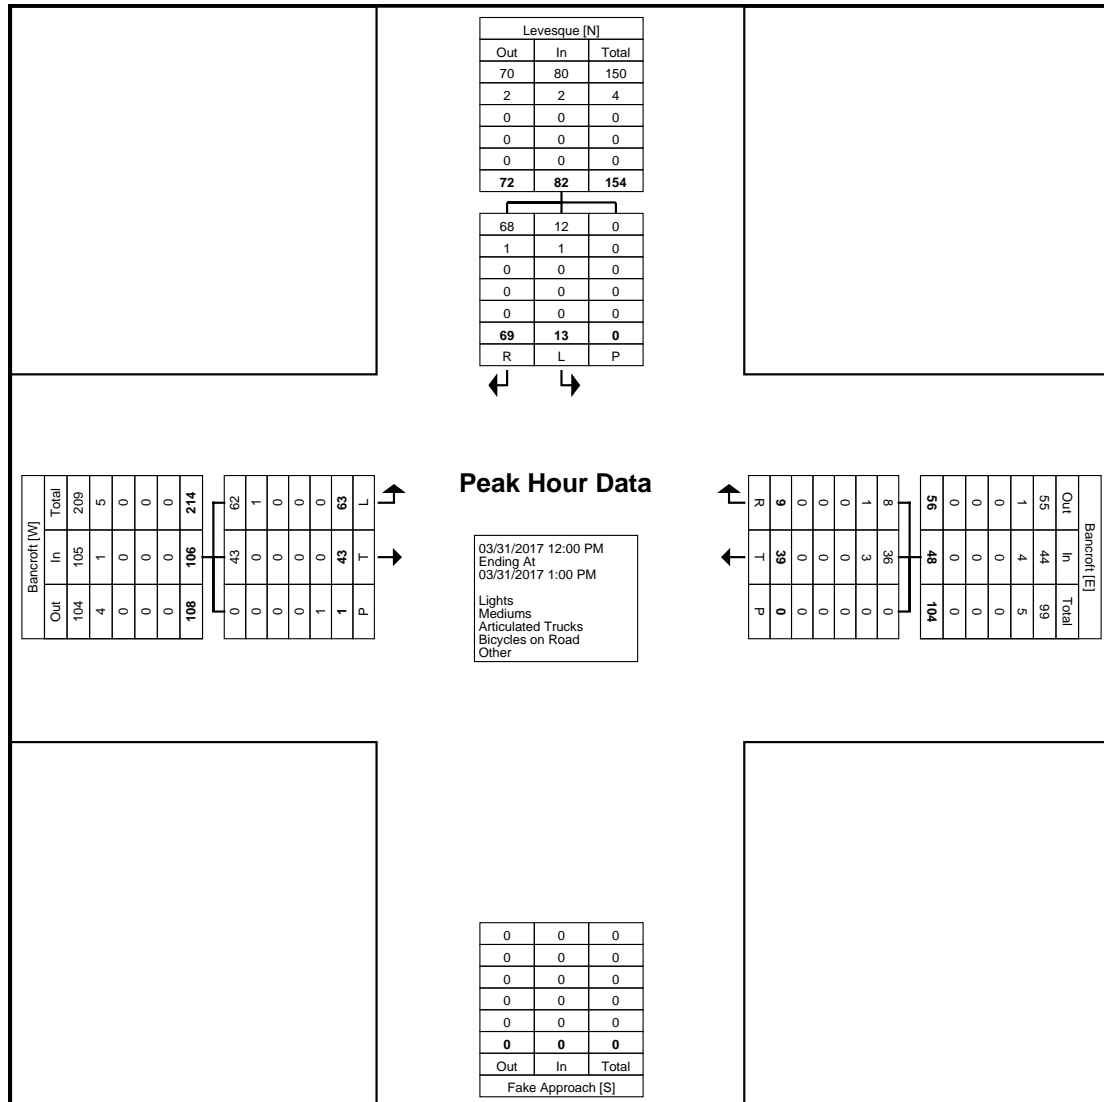 Levesque [N]
Out In Total
70 80 150
2 2 4
0 0 0
0 0 0
0 0 0
72 82 154
68 12 0
1 1 0
0 0 0
0 0 0
0 0 0
69 13 0
R L P
Bancroft [W]
Out In Total
104 105 209
4 1 5
0 0 0
0 0 0
0 0 0
108 106 214
0 43 62
0 0 1
0 0 0
0 0 0
1 0 0
1 43 63
P T L
Peak Hour Data
03/31/2017 12:00 PM
Ending At
03/31/2017 1:00 PM
Lights
Mediums
Articulated Trucks
Bicycles on Road
Other
Bancroft [E]
Out In Total
55 44 99
1 4 5
0 0 0
0 0 0
0 0 0
56 48 104
8 36 0
1 3 0
0 0 0
0 0 0
0 0 0
9 39 0
R T P
0 0 0
0 0 0
0 0 0
0 0 0
0 0 0
0 0 0
Out In Total
Fake Approach [S]